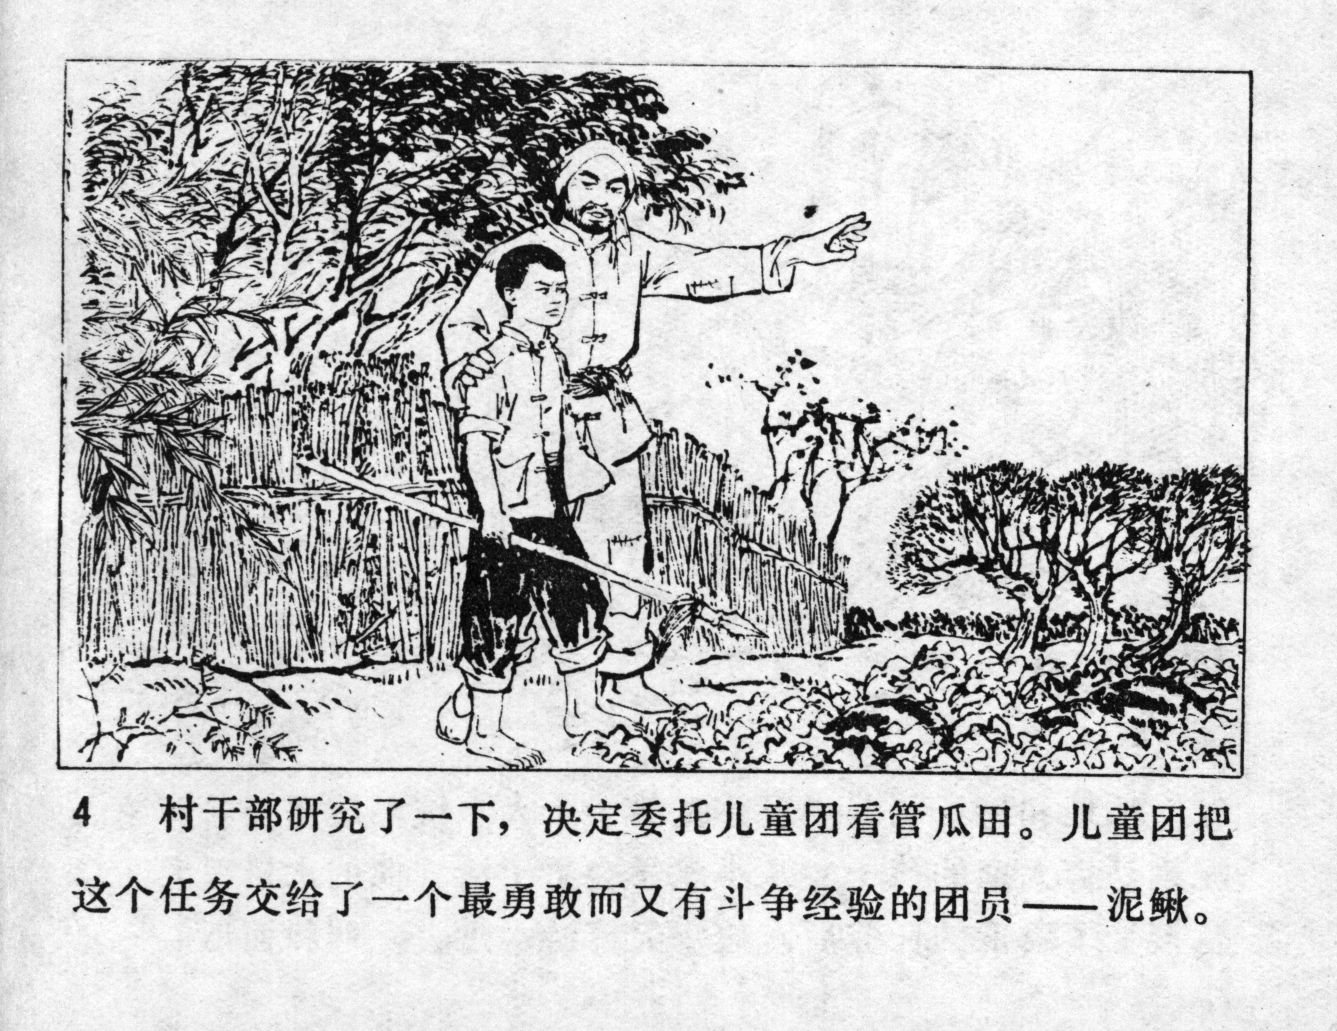 4 村干部研究了一下，决定委托儿童团看管瓜田。儿童团把
这个任务交给了一个最勇敢而又有斗争经验的团员——泥鳅。